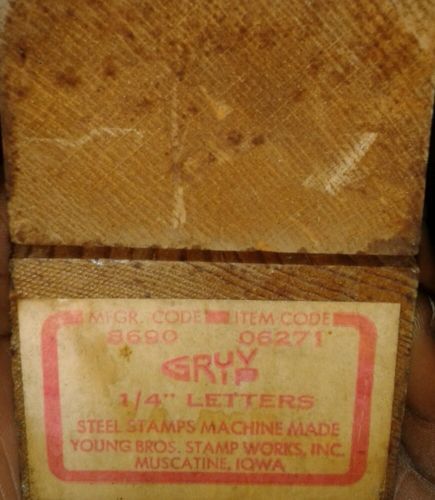 MFGR. CODE ITEM CODE
8690 06271
GRUV GRIP
1/4" LETTERS
STEEL STAMPS MACHINE MADE
YOUNG BROS. STAMP WORKS, INC.
MUSCATINE, IOWA